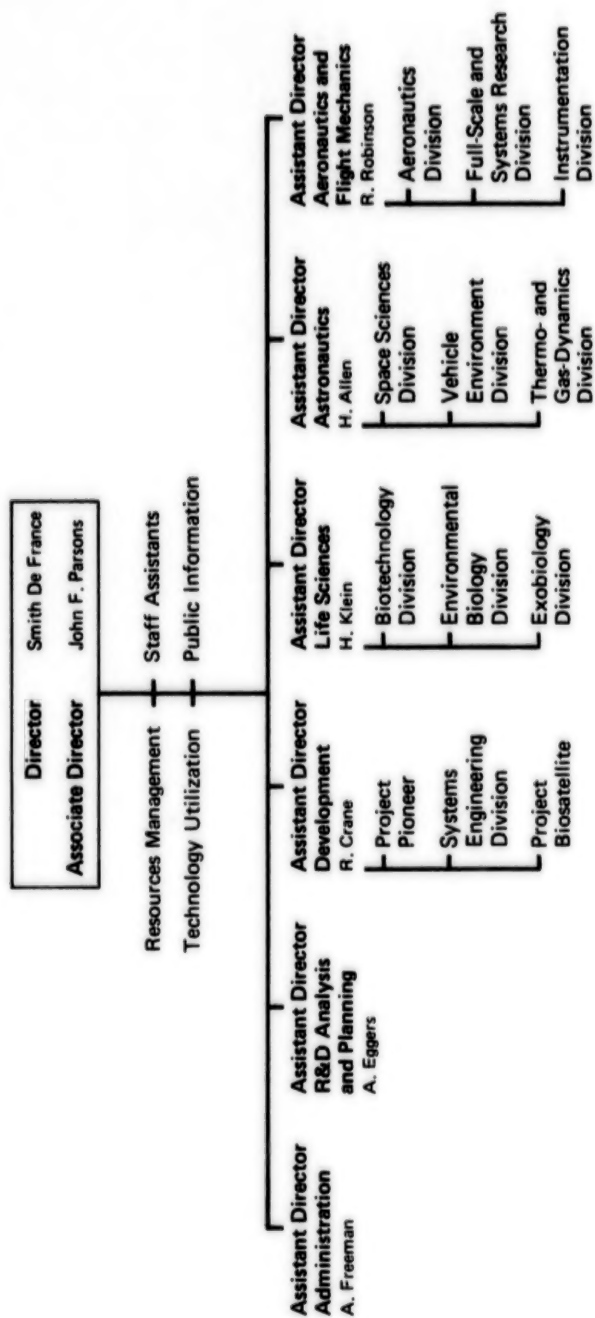 Director Smith De France
Associate Director John F. Parsons
Resources Management Staff Assistants
Technology Utilization Public Information
Assistant Director
Administration
A. Freeman
Assistant Director
R&D Analysis
and Planning
A. Eggers
Assistant Director
Development
R. Crane
Project
Pioneer
Systems
Engineering
Division
Project
Biosatellite
Assistant Director
Life Sciences
H. Klein
Biotechnology
Division
Environmental
Biology
Division
Exobiology
Division
Assistant Director
Astronautics
H. Allen
Space Sciences
Division
Vehicle
Environment
Division
Thermo- and
Gas-Dynamics
Division
Assistant Director
Aeronautics and
Flight Mechanics
R. Robinson
Aeronautics
Division
Full-Scale and
Systems Research
Division
Instrumentation
Division